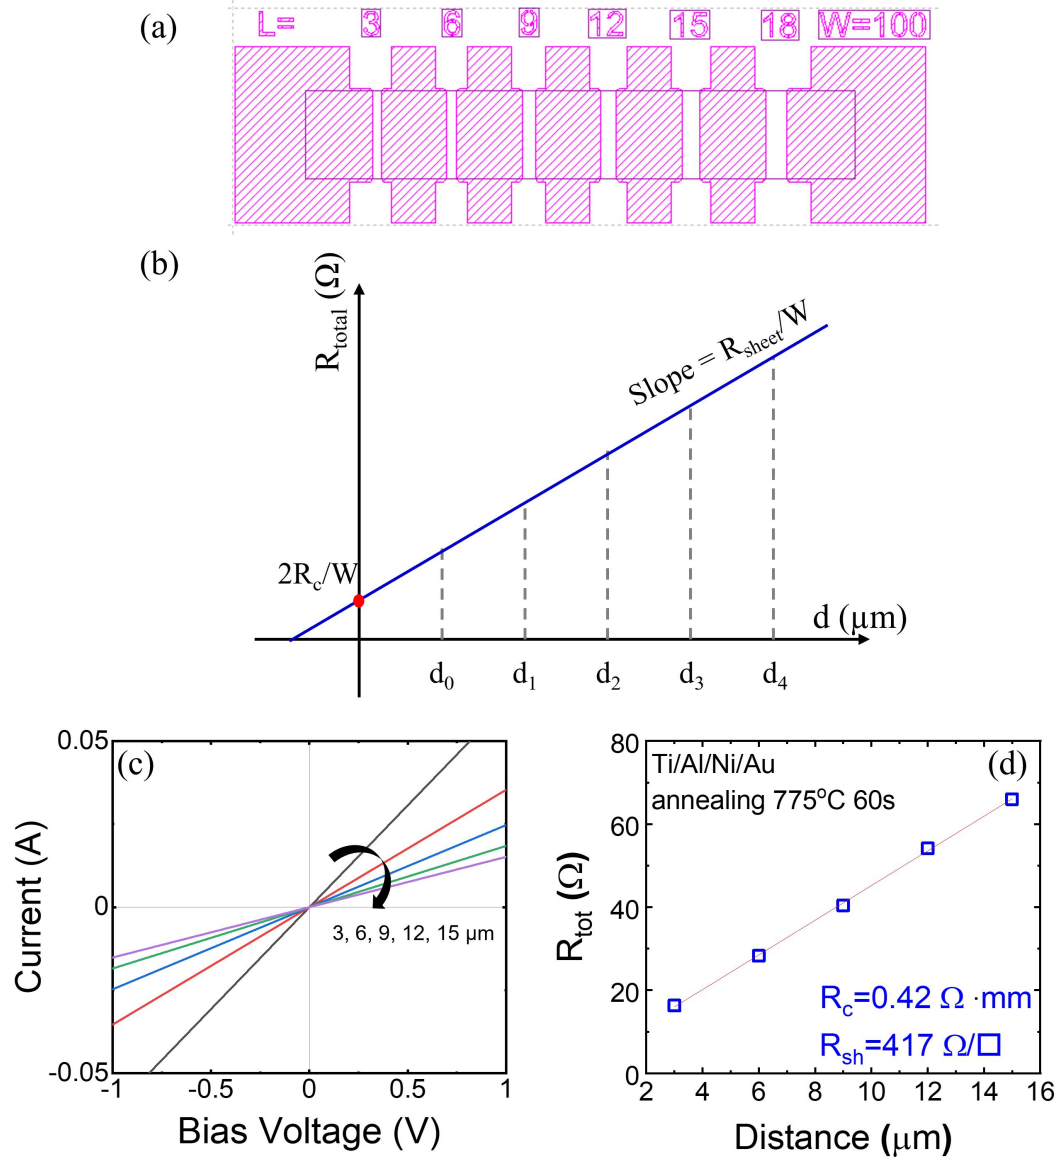 (a)
L= 3 6 9 12 15 18 W=100
(b)
R_total (Ω)
Slope = R_sheet/W
2R_c/W
d (μm)
d_0 d_1 d_2 d_3 d_4
(c)
0.05
0
-0.05
Current (A)
3, 6, 9, 12, 15 μm
-1 -0.5 0 0.5 1
Bias Voltage (V)
(d)
Ti/Al/Ni/Au
annealing 775°C 60s
80
60
40
20
0
R_tot (Ω)
R_c=0.42 Ω ·mm
R_sh=417 Ω/□
2 4 6 8 10 12 14 16
Distance (μm)